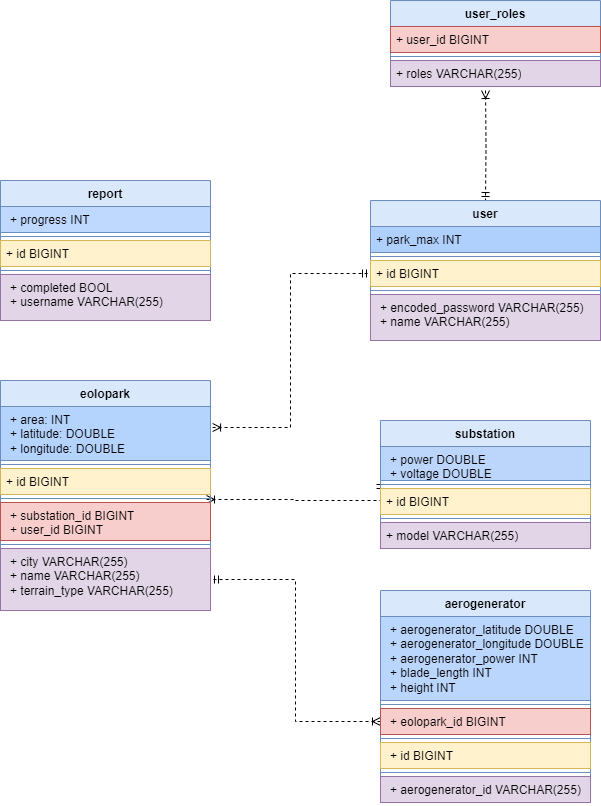 user_roles
+ user_id BIGINT
+ roles VARCHAR(255)
report
+ progress INT
+ id BIGINT
+ completed BOOL
+ username VARCHAR(255)
user
+ park_max INT
+ id BIGINT
+ encoded_password VARCHAR(255)
+ name VARCHAR(255)
eolopark
+ area: INT
+ latitude: DOUBLE
+ longitude: DOUBLE
+ id BIGINT
+ substation_id BIGINT
+ user_id BIGINT
+ city VARCHAR(255)
+ name VARCHAR(255)
+ terrain_type VARCHAR(255)
substation
+ power DOUBLE
+ voltage DOUBLE
+ id BIGINT
+ model VARCHAR(255)
aerogenerator
+ aerogenerator_latitude DOUBLE
+ aerogenerator_longitude DOUBLE
+ aerogenerator_power INT
+ blade_length INT
+ height INT
+ eolopark_id BIGINT
+ id BIGINT
+ aerogenerator_id VARCHAR(255)